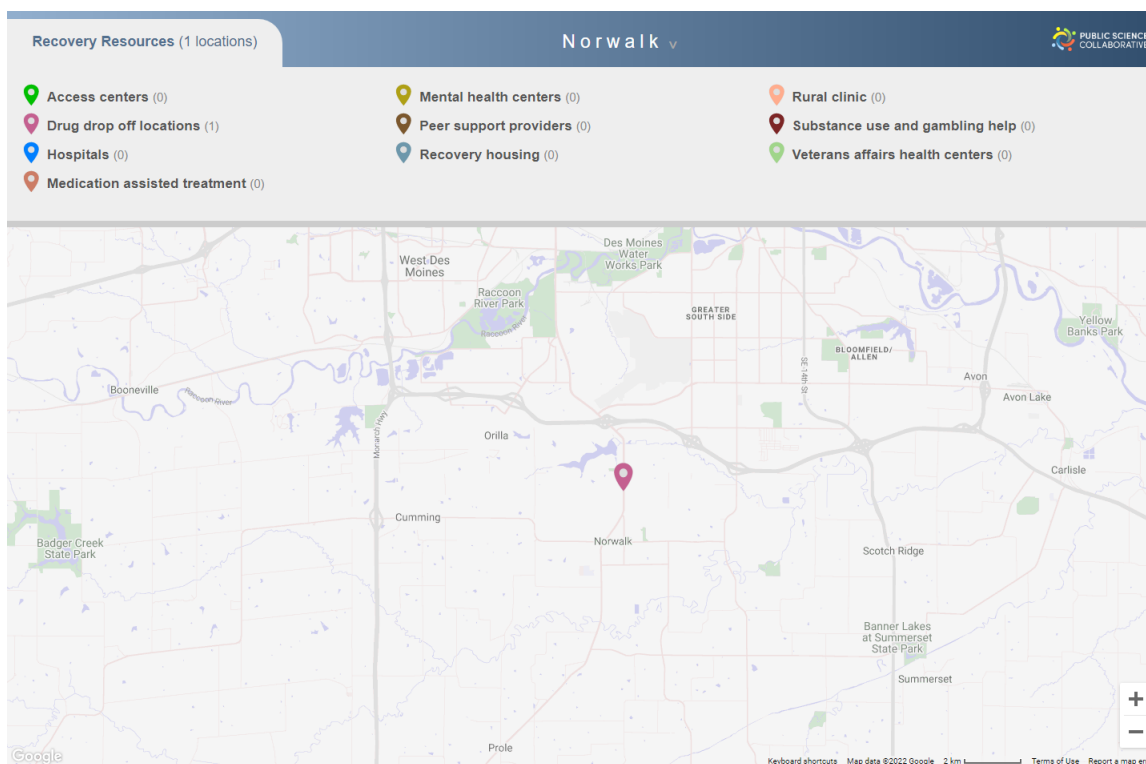 Recovery Resources (1 locations)
Norwalk v
PUBLIC SCIENCE
COLLABORATIVE
Access centers (0)
Mental health centers (0)
Rural clinic (0)
Drug drop off locations (1)
Peer support providers (0)
Substance use and gambling help (0)
Hospitals (0)
Recovery housing (0)
Veterans affairs health centers (0)
Medication assisted treatment (0)
Des Moines
Water
Works Park
West Des
Moines
Raccoon
River Park
Raccoon River
GREATER
SOUTH SIDE
Yellow
Banks Park
BLOOMFIELD/
ALLEN
SE 14th St
Avon
Booneville
Raccoon River
Avon Lake
Monarch Hwy
Orilla
Carlisle
Cumming
Badger Creek
State Park
Norwalk
Scotch Ridge
Banner Lakes
at Summerset
State Park
Summerset
+
−
Prole
Google
Keyboard shortcuts
Map data ©2022 Google
2 km
Terms of Use
Report a map er